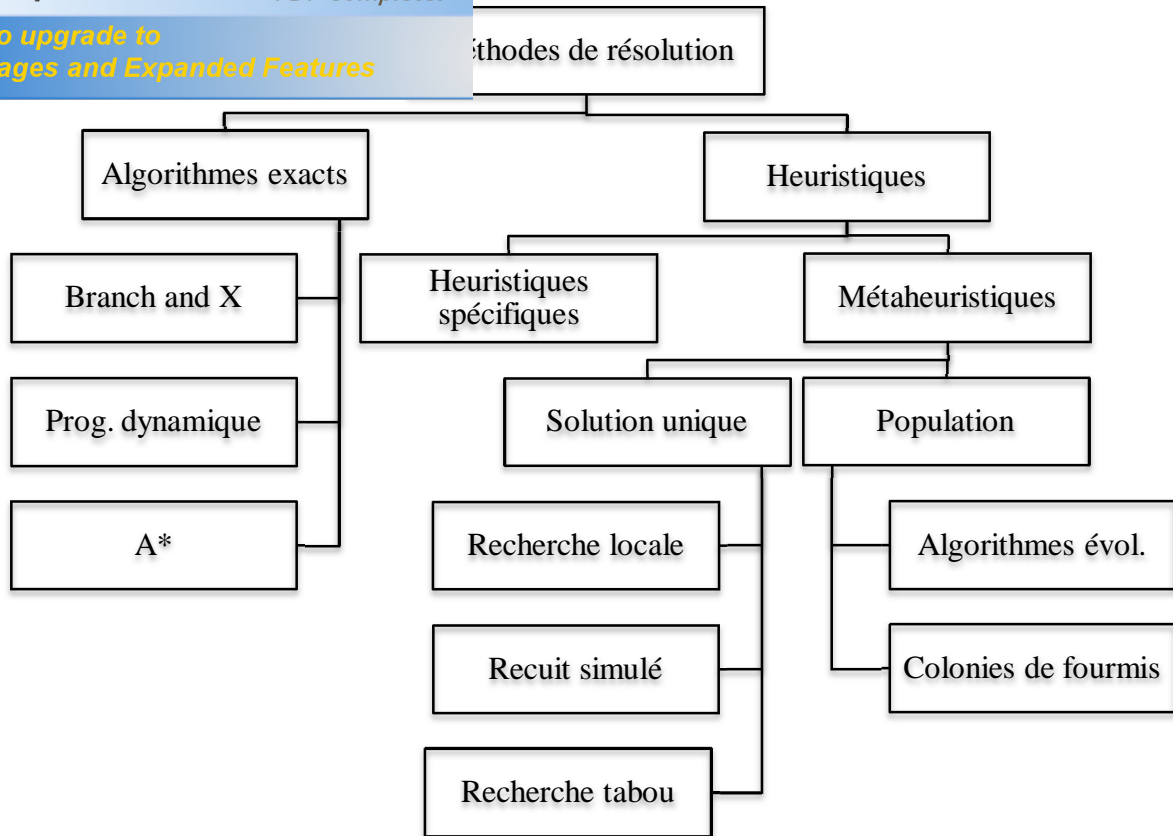 o upgrade to
ages and Expanded Features
éthodes de résolution
Algorithmes exacts
Heuristiques
Branch and X
Heuristiques
spécifiques
Métaheuristiques
Prog. dynamique
Solution unique
Population
A*
Recherche locale
Algorithmes évol.
Recuit simulé
Colonies de fourmis
Recherche tabou